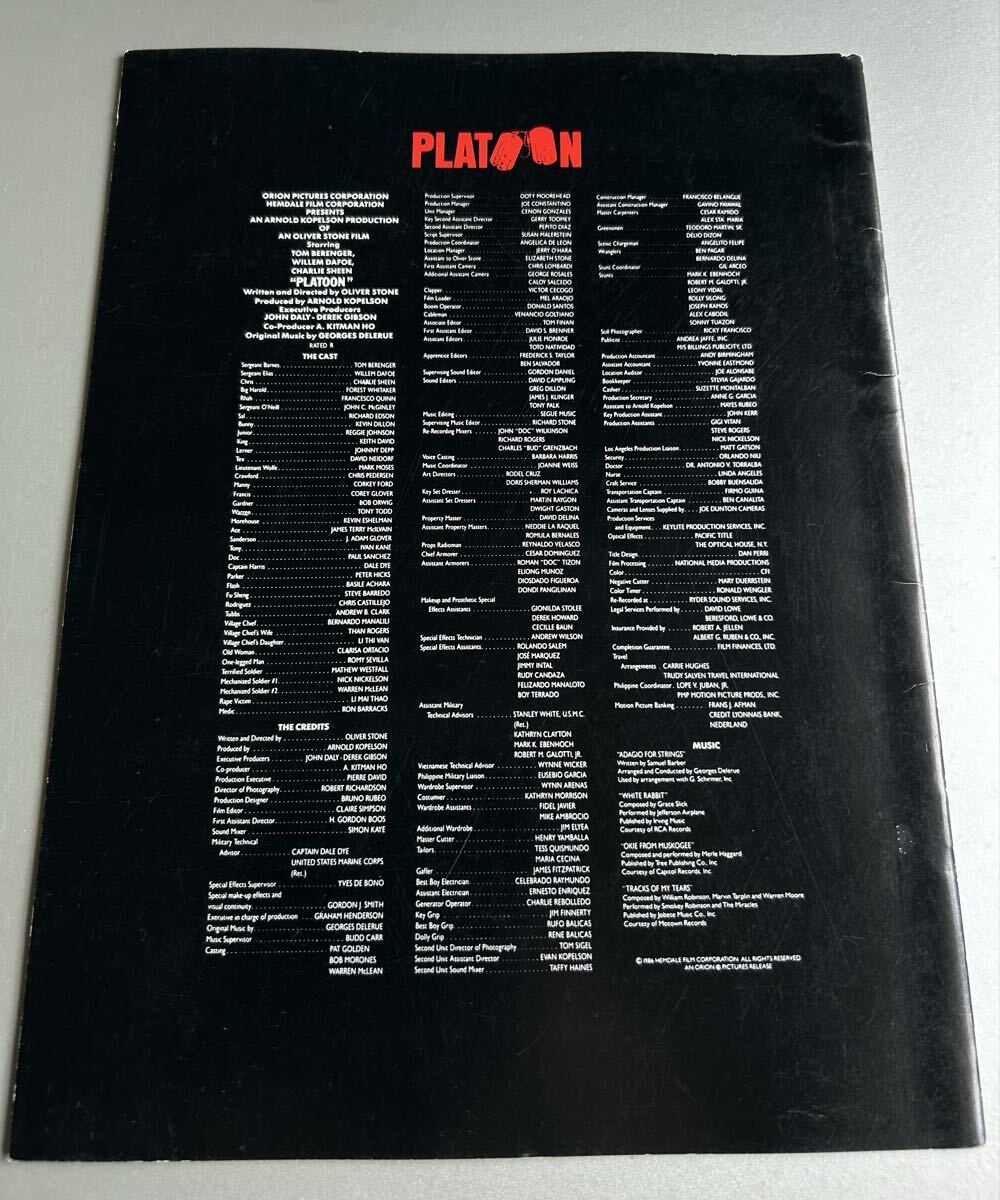 PLATOON
ORION PICTURES CORPORATION
HEMDALE FILM CORPORATION
PRESENTS
AN ARNOLD KOPELSON PRODUCTION
OF
AN OLIVER STONE FILM
Starring
TOM BERENGER,
WILLEM DAFOE,
CHARLIE SHEEN
"PLATOON"
Written and Directed by OLIVER STONE
Produced by ARNOLD KOPELSON
Executive Producers
JOHN DALY - DEREK GIBSON
Co-Producer A. KITMAN HO
Original Music by GEORGES DELERUE
RATED R
THE CAST
Sergeant Barnes TOM BERENGER
Sergeant Elias WILLEM DAFOE
Chris CHARLIE SHEEN
Big Harold FOREST WHITAKER
Rhah FRANCESCO QUINN
Sergeant O'Neill JOHN C. McGINLEY
Sal RICHARD EDSON
Bunny KEVIN DILLON
Junior REGGIE JOHNSON
King KEITH DAVID
Lerner JOHNNY DEPP
Tex DAVID NEIDORF
Lieutenant Wolfe MARK MOSES
Crawford CHRIS PEDERSEN
Manny CORKEY FORD
Francis COREY GLOVER
Gardner BOB ORWIG
Warren TONY TODD
Morehouse KEVIN ESHELMAN
Ace JAMES TERRY McILVAIN
Sanderson J. ADAM GLOVER
Tony IVAN KANE
Doc PAUL SANCHEZ
Captain Harris DALE DYE
Parker PETER HICKS
Flash BASILE ACHARA
Fu Sheng STEVE BARREDO
Rodriguez CHRIS CASTILLEJO
Tubbs ANDREW B. CLARK
Village Chief BERNARDO MANALILI
Village Chief's Wife THAN ROGERS
Village Chief's Daughter LI THI VAN
Old Woman CLARISA ORTACIO
One-legged Man ROMY SEVILLA
Terrified Soldier MATHEW WESTFALL
Mechanized Soldier #1 NICK NICKELSON
Mechanized Soldier #2 WARREN McLEAN
Rape Victim LI MAI THAO
Medic RON BARRACKS
THE CREDITS
Written and Directed by OLIVER STONE
Produced by ARNOLD KOPELSON
Executive Producers JOHN DALY - DEREK GIBSON
Co-producer A. KITMAN HO
Production Executive PIERRE DAVID
Director of Photography ROBERT RICHARDSON
Production Designer BRUNO RUBEO
Film Editor CLAIRE SIMPSON
First Assistant Director H. GORDON BOOS
Sound Mixer SIMON KAYE
Military Technical
Advisor CAPTAIN DALE DYE
UNITED STATES MARINE CORPS
(Ret.)
Special Effects Supervisor YVES DE BONO
Special make-up effects and
visual continuity GORDON J. SMITH
Executive in charge of production GRAHAM HENDERSON
Original Music by GEORGES DELERUE
Music Supervisor BUDD CARR
Casting PAT GOLDEN
BOB MORONES
WARREN McLEAN
Production Supervisor OOTY MOOREHEAD
Production Manager JOE CONSTANTINO
Unit Manager CENON GONZALES
Key Second Assistant Director GERRY TOOMEY
Second Assistant Director PEPITO DIAZ
Script Supervisor SUSAN MALERSTEIN
Production Coordinator ANGELICA DE LEON
Location Manager JERRY O'HARA
Assistant to Oliver Stone ELIZABETH STONE
First Assistant Camera CHRIS LOMBARDI
Additional Assistant Camera GEORGE ROSALES
CALOY SALCEDO
Clapper VICTOR CECOGO
Film Loader MEL ARAOJO
Boom Operator DONALD SANTOS
Cableman VENANCIO GOLTIANO
Associate Editor TOM FINAN
First Assistant Editor DAVID S. BRENNER
Assistant Editors JULIE MONROE
TOTO NATIVIDAD
Apprentice Editors FREDERICK S. TAYLOR
BEN SALVADOR
Supervising Sound Editor GORDON DANIEL
Sound Editors DAVID CAMPLING
GREG DILLON
JAMES J. KLINGER
TONY PALK
Music Editing SEGUE MUSIC
Supervising Music Editor RICHARD STONE
Re-Recording Mixers JOHN "DOC" WILKINSON
RICHARD ROGERS
CHARLES "BUD" GRENZBACH
Voice Casting BARBARA HARRIS
Music Coordinator JOANNE WEISS
Art Directors RODEL CRUZ
DORIS SHERMAN WILLIAMS
Key Set Dresser ROY LACHICA
Assistant Set Dressers MARTIN RAYGON
DWIGHT GASTON
Property Master DAVID DELINA
Assistant Property Masters NEDDIE LA RAQUEL
ROMULA BERNALES
Props Radioman REYNALDO VELASCO
Chief Armorer CESAR DOMINGUEZ
Assistant Armorers ROMAN "DOC" TIZON
ELIONG MUNOZ
DIOSDADO FIGUEROA
DONDI PANGILINAN
Makeup and Prosthetic Special
Effects Assistants GIONILDA STOLEE
DEREK HOWARD
CECILLE BAUN
Special Effects Technician ANDREW WILSON
Special Effects Assistants ROLANDO SALEM
JOSÉ MARQUEZ
JIMMY INTAL
RUDY CANDAZA
FELIZARDO MANALOTO
BOY TERRADO
Assistant Military
Technical Advisors STANLEY WHITE, U.S.M.C.
(Ret.)
KATHRYN CLAYTON
MARK K. EBENHOCH
ROBERT M. GALOTTI, JR.
Vietnamese Technical Advisor WYNNE WICKER
Philippine Military Liaison EUSEBIO GARCIA
Wardrobe Supervisor WYNN ARENAS
Costumier KATHRYN MORRISON
Wardrobe Assistants FIDEL JAVIER
MIKE AMBROCIO
Additional Wardrobe JIM ELYEA
Master Cutter HENRY YAMBALLA
Tailors TESS QUISMUNDO
MARIA CECINA
Gaffer JAMES FITZPATRICK
Best Boy Electrician CELEBRADO RAYMUNDO
Assistant Electrician ERNESTO ENRIQUEZ
Generator Operator CHARLIE REBOLLEDO
Key Grip JIM FINNERTY
Best Boy Grip RUFO BALICAS
Dolly Grip RENE BALICAS
Second Unit Director of Photography TOM SIGEL
Second Unit Assistant Director EVAN KOPELSON
Second Unit Sound Mixer TAFFY HAINES
Construction Manager FRANCISCO BELANGUE
Assistant Construction Manager GAVINO PAYAWAL
Master Carpenters CESAR RAMIDO
ALEX STA. MARIA
Greensmen TEODORO MARTIN, SR.
DELIO DIZON
Scenic Chargeman ANGELITO FELIPE
Wranglers BEN PAGAR
BERNARDO DELINA
Stunt Coordinator GIL ARCEO
Stunts MARK K. EBENHOCH
ROBERT M. GALOTTI, JR.
LEONY VIDAL
ROLLY SILONG
JOSEPH RAMOS
ALEX CABODIL
SONNY TUAZON
Still Photographer RICKY FRANCISCO
Publicist ANDREA JAFFE, INC.
M/S BILLINGS PUBLICITY, LTD
Production Accountant ANDY BIRMINGHAM
Assistant Accountant YVONNE EASTMOND
Location Auditor JOE ALONSABE
Bookkeeper SYLVIA GAJARDO
Cashier SUZETTE MONTALBAN
Production Secretary ANNE G. GARCIA
Assistant to Arnold Kopelson MAYES RUBEO
Key Production Assistant JOHN KERR
Production Assistants GIGI VITAN
STEVE ROGERS
NICK NICKELSON
Los Angeles Production Liaison MATT GATSON
Security ORLANDO NIU
Doctor DR. ANTONIO V. TORRALBA
Nurse LINDA ANGELES
Craft Service BOBBY BUENSALIDA
Transportation Captain FIRMO GUINA
Assistant Transportation Captain BEN CANALITA
Cameras and Lenses Supplied by JOE DUNTON CAMERAS
Production Services
and Equipment KEYLITE PRODUCTION SERVICES, INC.
Optical Effects PACIFIC TITLE
THE OPTICAL HOUSE, N.Y.
Title Design DAN PERRI
Film Processing NATIONAL MEDIA PRODUCTIONS
Color CFI
Negative Cutter MARY DUERRSTEIN
Color Timer RONALD WENGLER
Re-Recorded at RYDER SOUND SERVICES, INC.
Legal Services Performed by DAVID LOWE
BERESFORD, LOWE & CO.
Insurance Provided by ROBERT A. JELLEN
ALBERT G. RUBEN & CO., INC.
Completion Guarantee FILM FINANCES, LTD.
Travel
Arrangements CARRIE HUGHES
TRUDY SALVEN TRAVEL INTERNATIONAL
Philippine Coordinator LOPE V. JUBAN, JR.
PMP MOTION PICTURE PRODS., INC.
Motion Picture Banking FRANS J. AFMAN
CREDIT LYONNAIS BANK,
NEDERLAND
MUSIC
"ADAGIO FOR STRINGS"
Written by Samuel Barber
Arranged and Conducted by Georges Delerue
Used by arrangement with G. Schirmer, Inc
"WHITE RABBIT"
Composed by Grace Slick
Performed by Jefferson Airplane
Published by Irving Music
Courtesy of RCA Records
"OKIE FROM MUSKOGEE"
Composed and performed by Merle Haggard
Published by Tree Publishing Co., Inc
Courtesy of Capitol Records, Inc
"TRACKS OF MY TEARS"
Composed by William Robinson, Marvin Tarplin and Warren Moore
Performed by Smokey Robinson and The Miracles
Published by Jobete Music Co., Inc
Courtesy of Motown Records
© 1986 HEMDALE FILM CORPORATION. ALL RIGHTS RESERVED
AN ORION ® PICTURES RELEASE